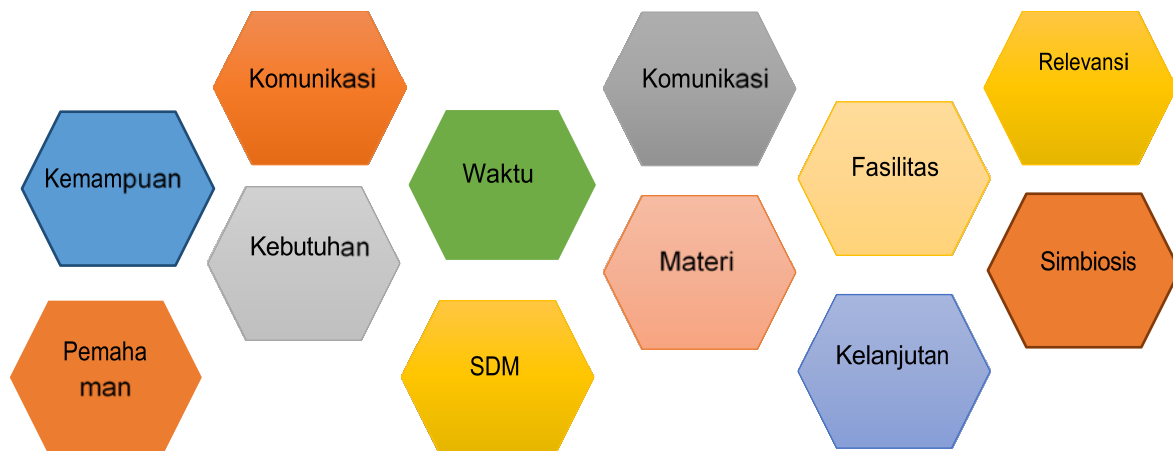 Komunikasi
Komunikasi
Relevansi
Kemampuan
Waktu
Fasilitas
Kebutuhan
Materi
Simbiosis
Pemaha
man
SDM
Kelanjutan